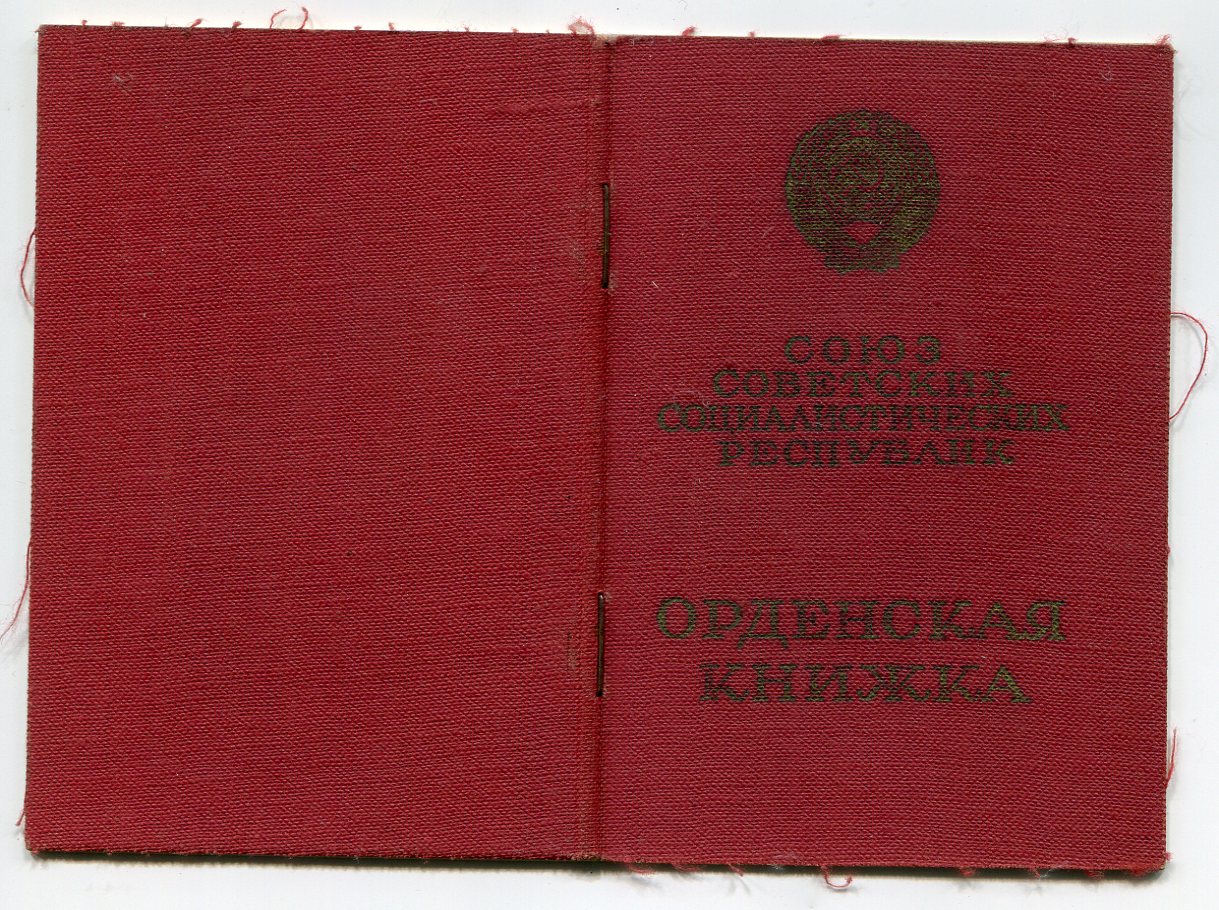 СОЮЗ
СОВЕТСКИХ
СОЦИАЛИСТИЧЕСКИХ
РЕСПУБЛИК
ОРДЕНСКАЯ
КНИЖКА